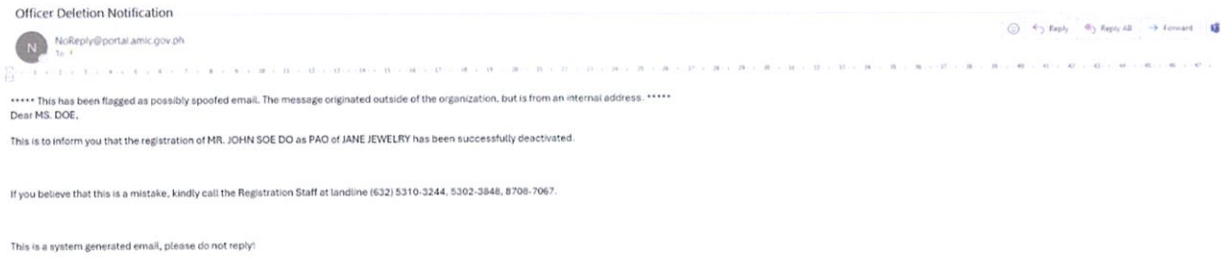 Officer Deletion Notification
N
NoReply@portal.amic.gov.ph
To
Reply
Reply All
Forward
***** This has been flagged as possibly spoofed email. The message originated outside of the organization, but is from an internal address. *****
Dear MS. DOE,
This is to inform you that the registration of MR. JOHN SOE DO as PAO of JANE JEWELRY has been successfully deactivated.
If you believe that this is a mistake, kindly call the Registration Staff at landline (632) 5310-3244, 5302-3848, 8708-7067.
This is a system generated email, please do not reply!